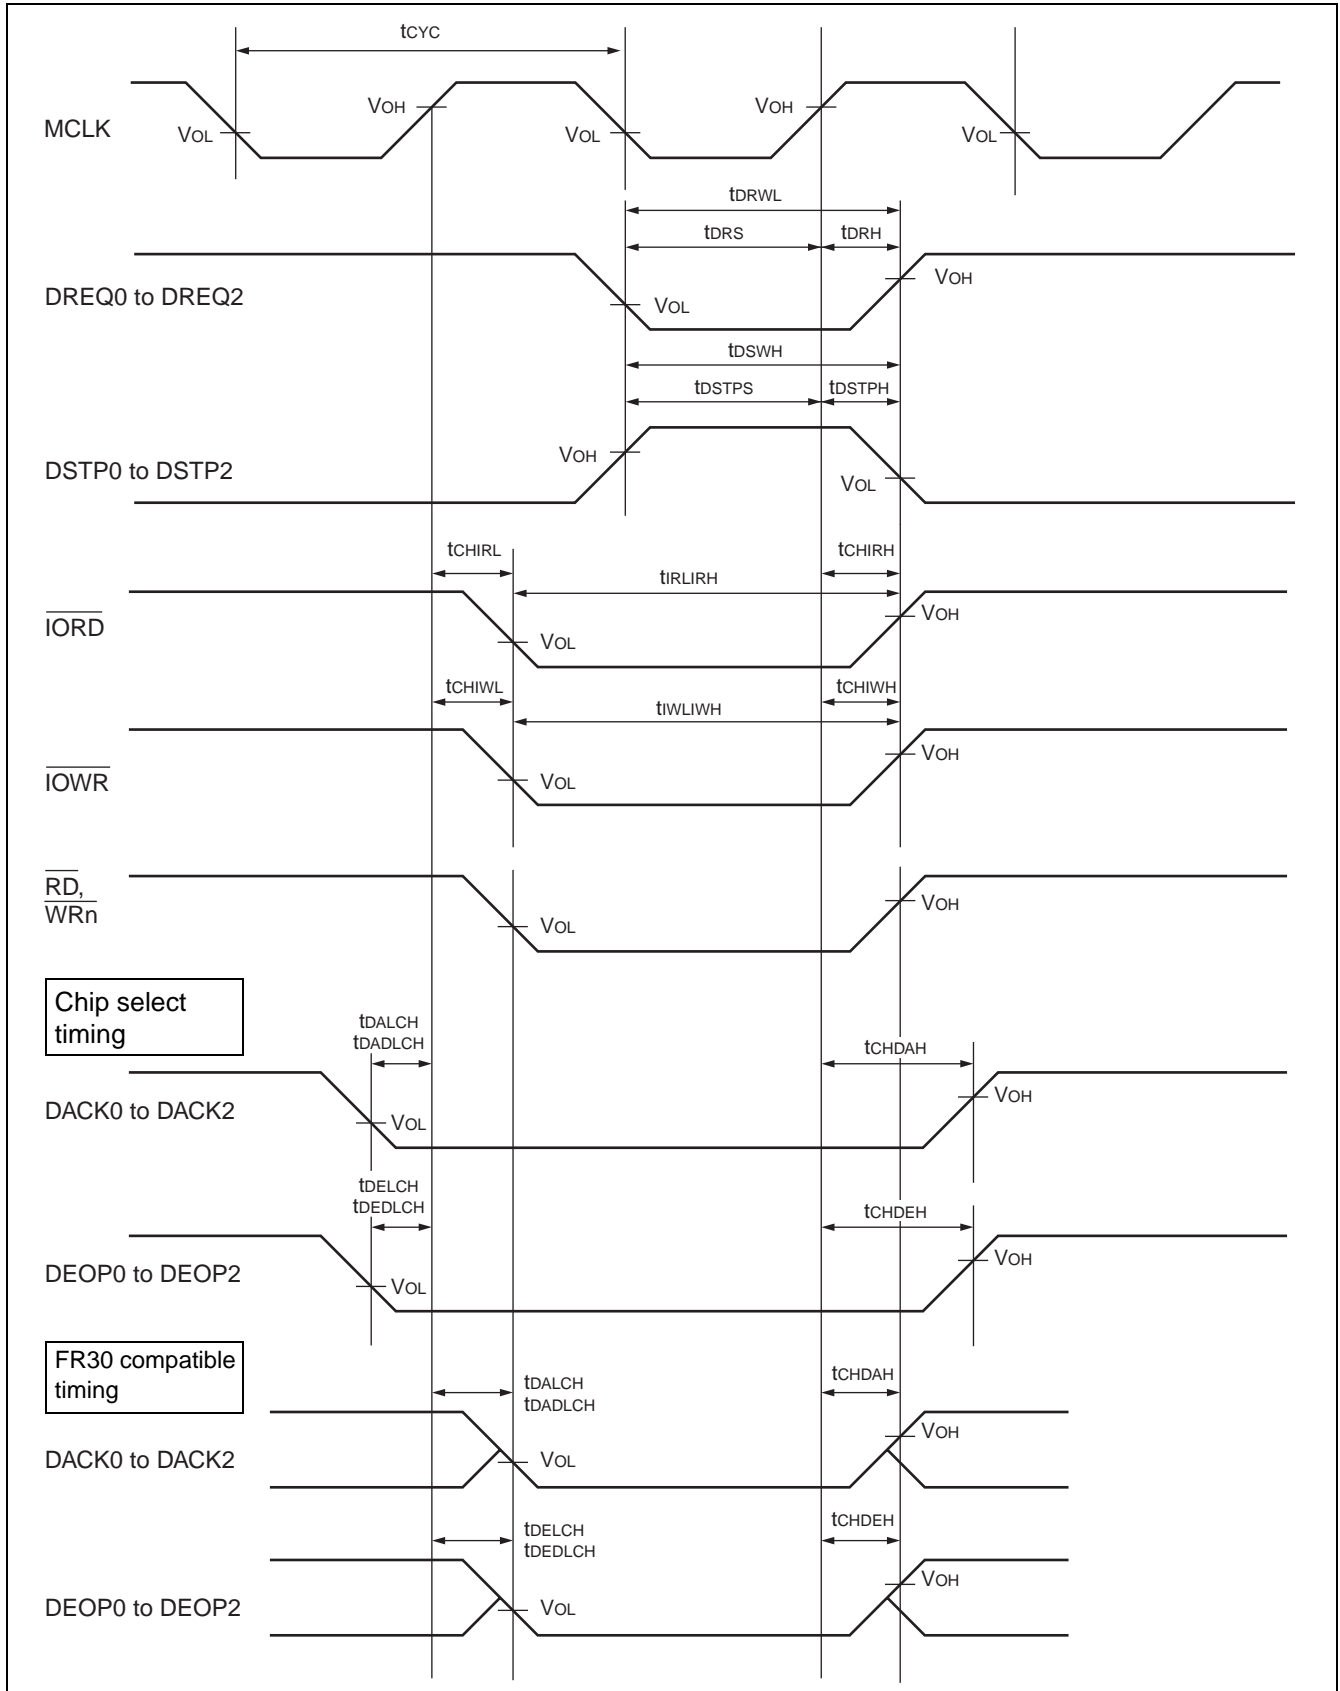 tCYC
MCLK
VOL
VOH
VOL
VOH
VOL
tDRWL
tDRS
tDRH
DREQ0 to DREQ2
VOL
VOH
tDSWH
tDSTPS
tDSTPH
DSTP0 to DSTP2
VOH
VOL
tCHIRL
tCHIRH
tIRLIRH
IORD
VOL
VOH
tCHIWL
tCHIWH
tIWLIWH
IOWR
VOL
VOH
RD,
WRn
VOL
VOH
Chip select
timing
tDALCH
tDADLCH
tCHDAH
DACK0 to DACK2
VOL
VOH
tDELCH
tDEDLCH
tCHDEH
DEOP0 to DEOP2
VOL
VOH
FR30 compatible
timing
tDALCH
tDADLCH
tCHDAH
DACK0 to DACK2
VOL
VOH
tDELCH
tDEDLCH
tCHDEH
DEOP0 to DEOP2
VOL
VOH